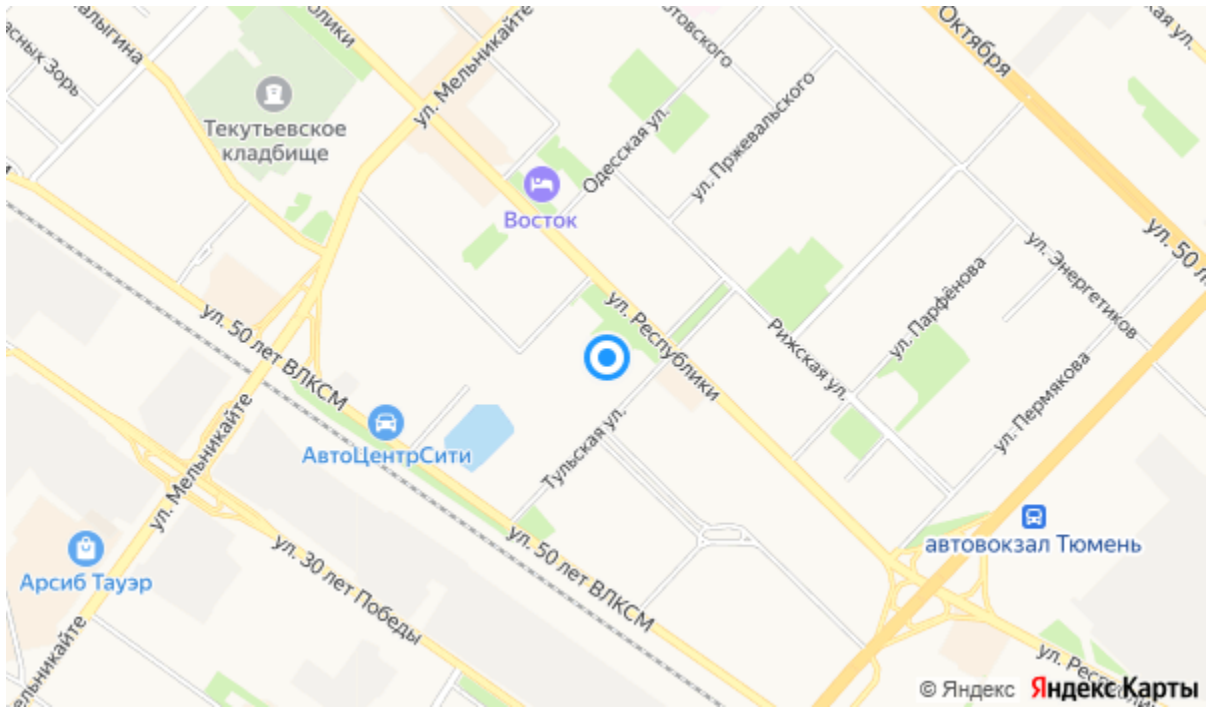 Октября
ул. Мельникайте
Текутьевское
кладбище
Одесская ул.
ул. Пржевальского
Восток
ул. 50 л
ул. Энергетиков
ул. Парфёнова
ул. Республики
Рижская ул.
ул. 50 лет ВЛКСМ
ул. Пермякова
АвтоЦентрСити
Тульская ул.
ул. Мельникайте
автовокзал Тюмень
Арсиб Тауэр
ул. 30 лет Победы
ул. 50 лет ВЛКСМ
© Яндекс Яндекс Карты